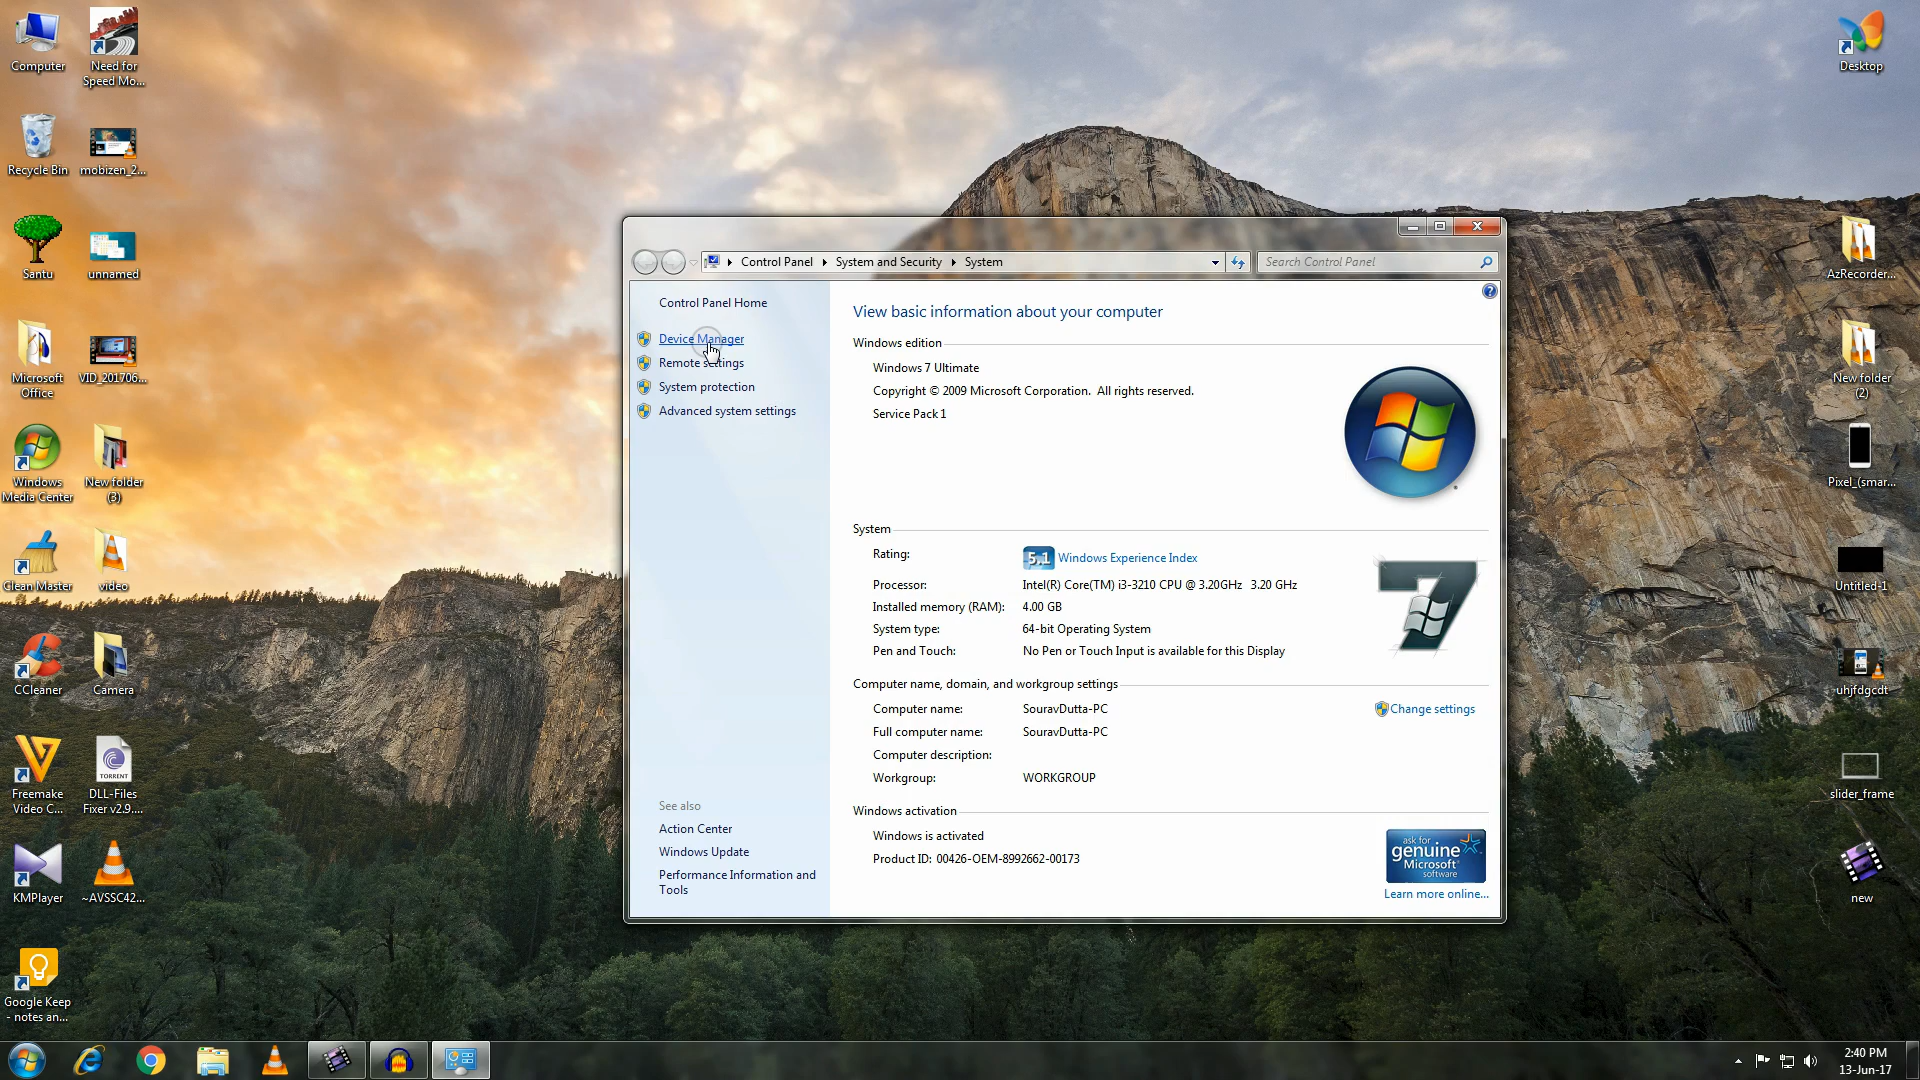 Computer
Need for
Speed Mo...
Recycle Bin
mobizen_2...
Santu
unnamed
Microsoft
Office
VID_201706...
Windows
Media Center
New folder
(3)
Clean Master
video
CCleaner
Camera
Freemake
Video C...
TORRENT
DLL-Files
Fixer v2.9....
KMPlayer
~AVSSC42...
Google Keep
- notes an...
Control Panel
System and Security
System
Search Control Panel
Control Panel Home
Device Manager
Remote settings
System protection
Advanced system settings
See also
Action Center
Windows Update
Performance Information and
Tools
View basic information about your computer
Windows edition
Windows 7 Ultimate
Copyright © 2009 Microsoft Corporation.  All rights reserved.
Service Pack 1
System
Rating:
5.1 Windows Experience Index
Processor:
Intel(R) Core(TM) i3-3210 CPU @ 3.20GHz  3.20 GHz
Installed memory (RAM):
4.00 GB
System type:
64-bit Operating System
Pen and Touch:
No Pen or Touch Input is available for this Display
7
Computer name, domain, and workgroup settings
Computer name:
SouravDutta-PC
Change settings
Full computer name:
SouravDutta-PC
Computer description:
Workgroup:
WORKGROUP
Windows activation
Windows is activated
Product ID: 00426-OEM-8992662-00173
ask for
genuine
Microsoft
software
Learn more online...
Desktop
AzRecorder...
New folder
(2)
Pixel_(smar...
Untitled-1
uhjfdgcdt
slider_frame
new
2:40 PM
13-Jun-17